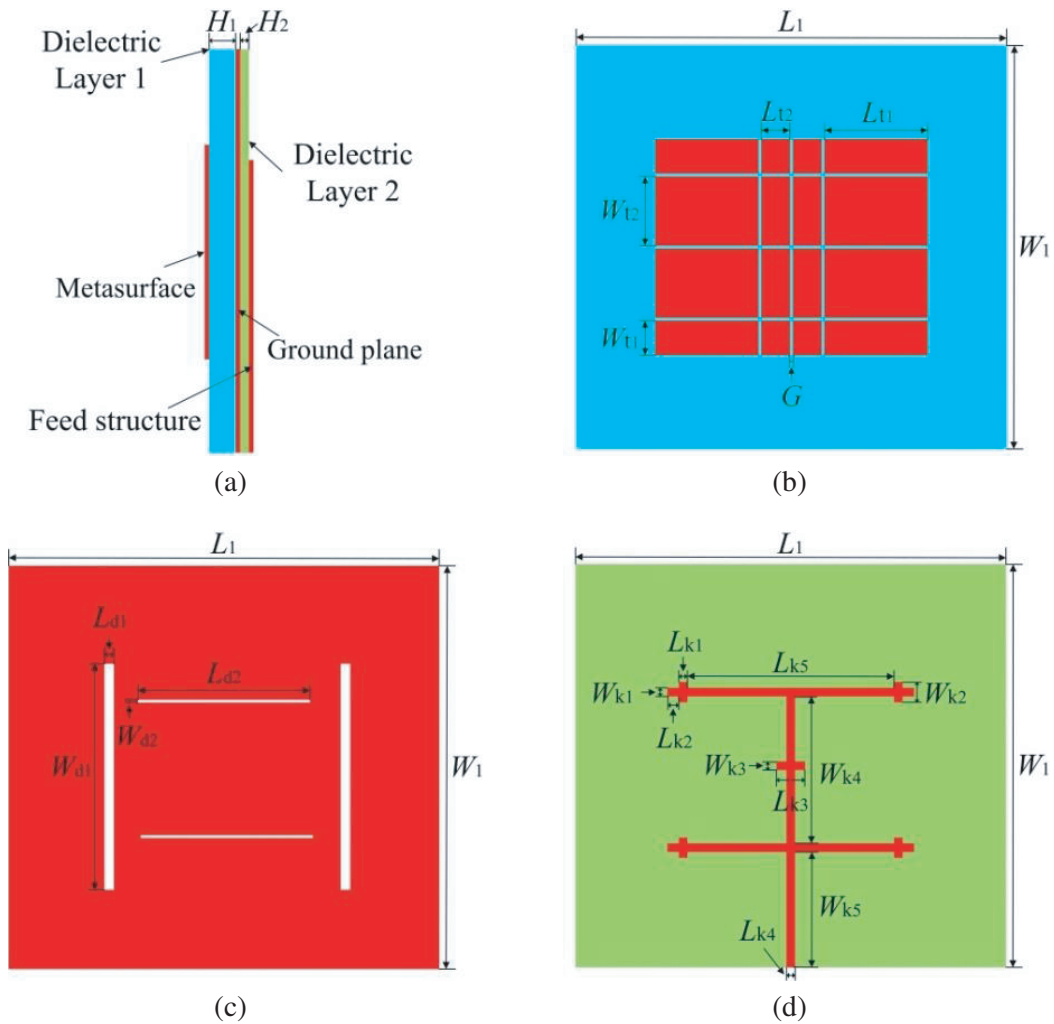 H1 H2
Dielectric
Layer 1
Dielectric
Layer 2
Metasurface
Ground plane
Feed structure
(a)
L1
Lt2 Lt1
Wt2
W1
Wt1
G
(b)
L1
Ld1
Ld2
Wd2
Wd1
W1
(c)
L1
Lk1 Lk5
Wk1 Wk2
Lk2
Wk3 Wk4 W1
Lk3
Wk5
Lk4
(d)